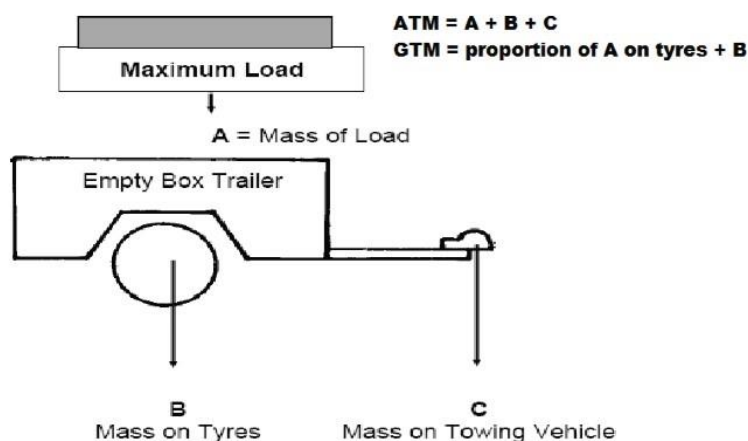 ATM = A + B + C
GTM = proportion of A on tyres + B
Maximum Load
A = Mass of Load
Empty Box Trailer
B
Mass on Tyres
C
Mass on Towing Vehicle